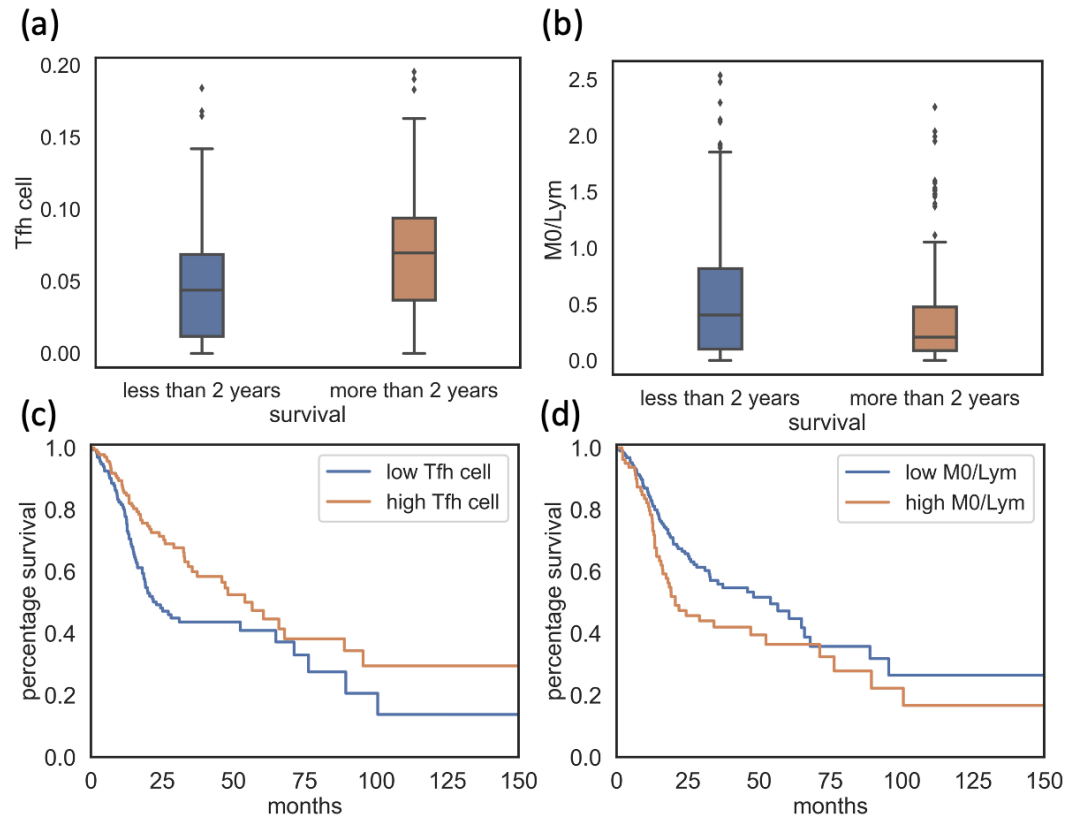 (a)
0.20
0.15
0.10
0.05
0.00
Tfh cell
less than 2 years more than 2 years
survival
(b)
2.5
2.0
1.5
1.0
0.5
0.0
M0/Lym
less than 2 years more than 2 years
survival
(c)
1.0
0.8
0.6
0.4
0.2
0.0
percentage survival
low Tfh cell
high Tfh cell
0 25 50 75 100 125 150
months
(d)
1.0
0.8
0.6
0.4
0.2
0.0
percentage survival
low M0/Lym
high M0/Lym
0 25 50 75 100 125 150
months